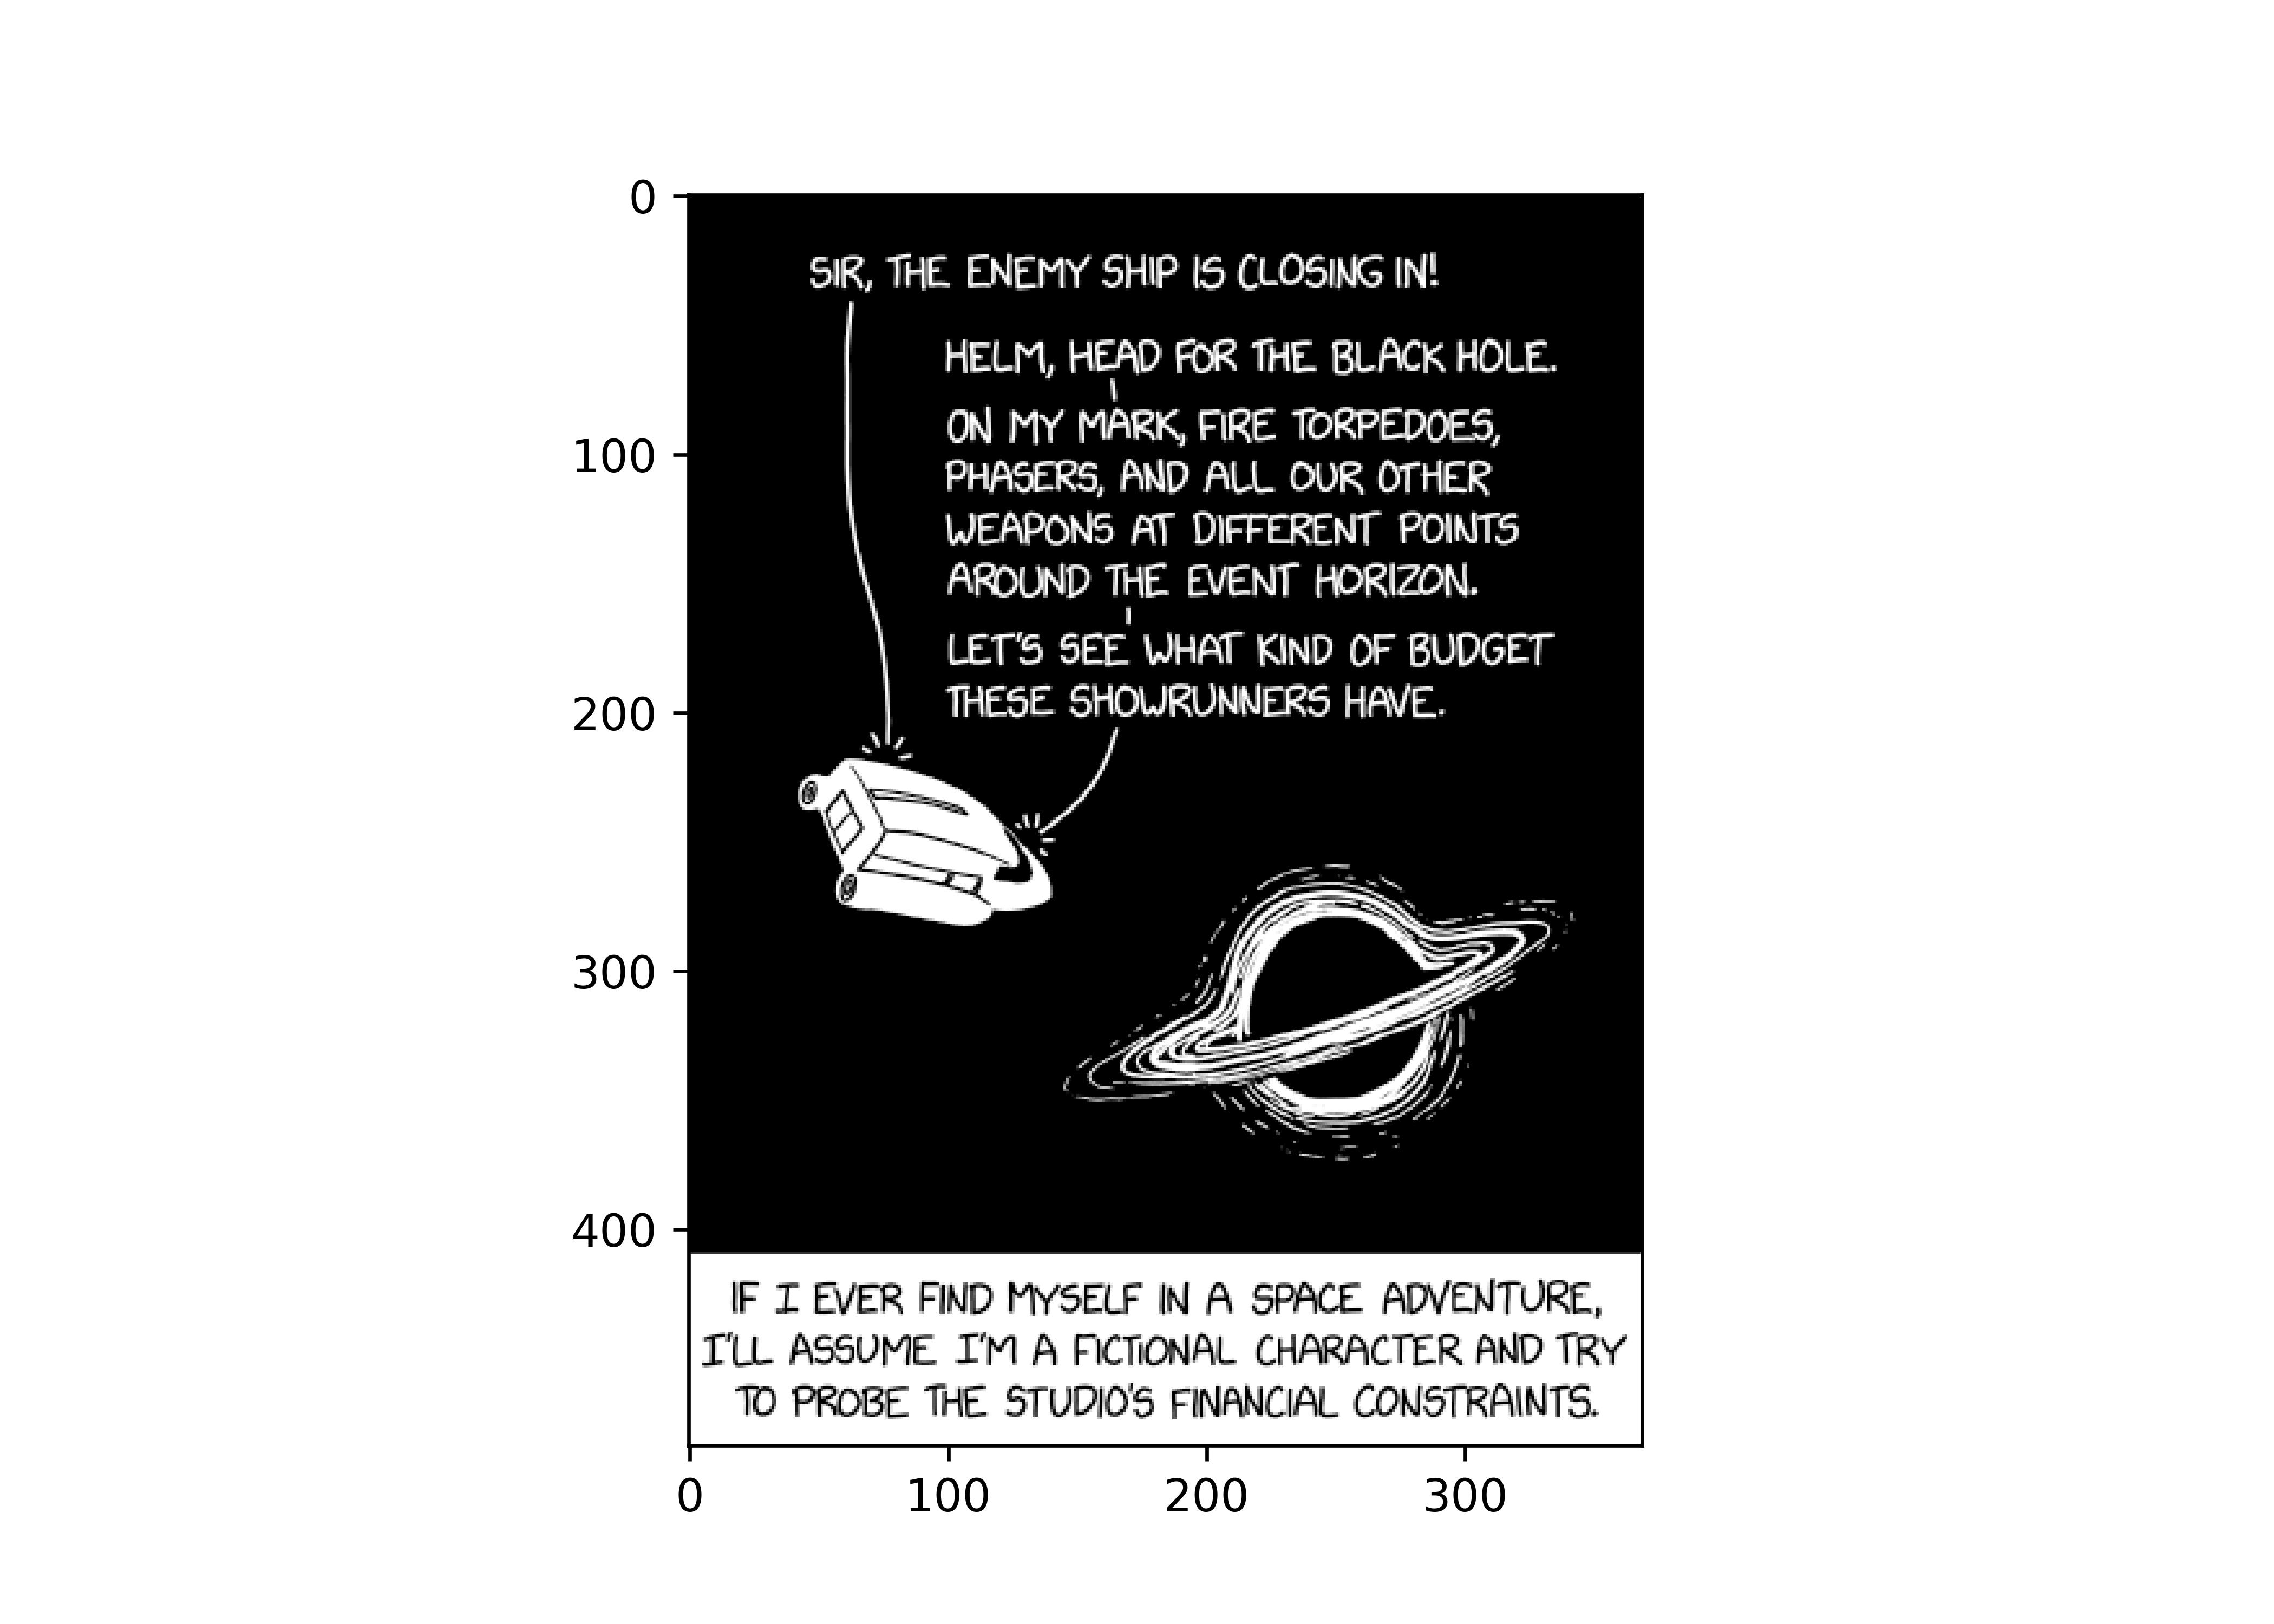 0
100
200
300
400
SIR, THE ENEMY SHIP IS CLOSING IN!
HELM, HEAD FOR THE BLACK HOLE.
ON MY MARK, FIRE TORPEDOES,
PHASERS, AND ALL OUR OTHER
WEAPONS AT DIFFERENT POINTS
AROUND THE EVENT HORIZON.
LET'S SEE WHAT KIND OF BUDGET
THESE SHOWRUNNERS HAVE.
IF I EVER FIND MYSELF IN A SPACE ADVENTURE,
I'LL ASSUME I'M A FICTIONAL CHARACTER AND TRY
TO PROBE THE STUDIO'S FINANCIAL CONSTRAINTS.
0 100 200 300